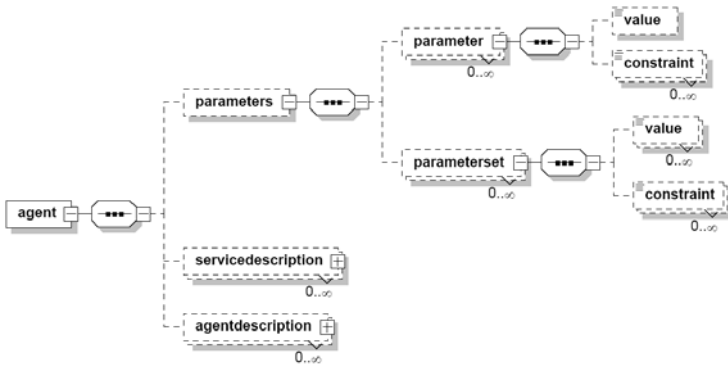 value
parameter
0..∞
constraint
0..∞
parameters
value
0..∞
parameterset
0..∞
constraint
0..∞
agent
servicedescription
0..∞
agentdescription
0..∞